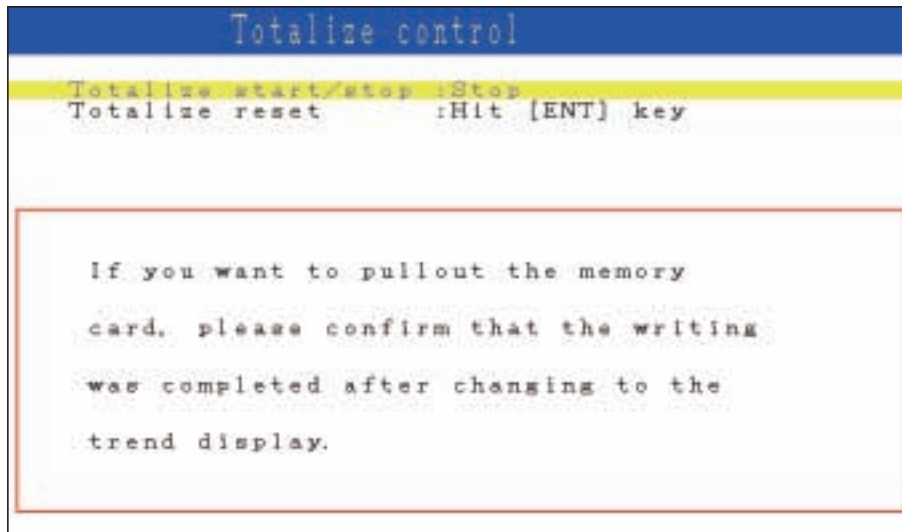 Totalize control
Totalize start/stop :Stop
Totalize reset :Hit [ENT] key
If you want to pullout the memory
card, please confirm that the writing
was completed after changing to the
trend display.